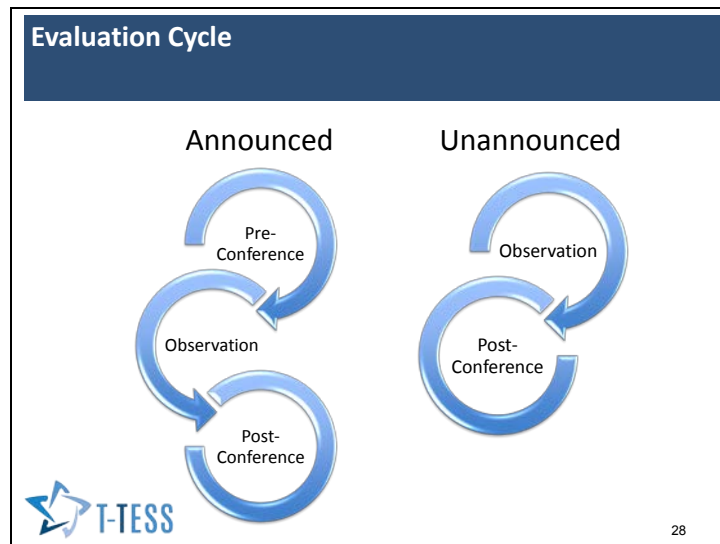 Evaluation Cycle
Announced
Pre-
Conference
Observation
Post-
Conference
Unannounced
Observation
Post-
Conference
T-TESS
28